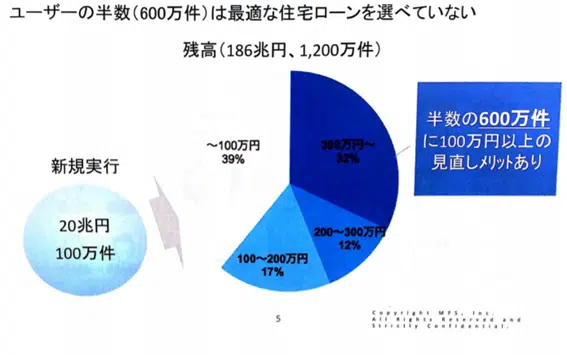 ユーザーの半数(600万件)は最適な住宅ローンを選べていない
残高(186兆円、1,200万件)
~100万円
39%
300万円~
32%
200~300万円
12%
100~200万円
17%
半数の600万件
に100万円以上の
見直しメリットあり
新規実行
20兆円
100万件
5
Copyright MFS, Inc.
All Rights Reserved and
Strictly Confidential.